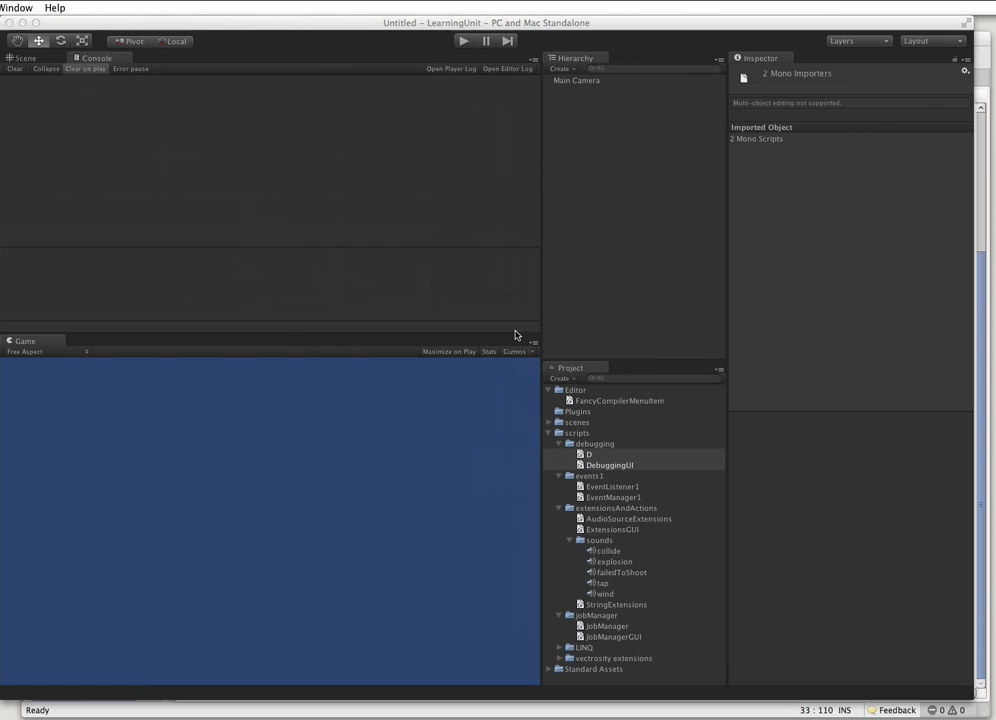 Window Help
Untitled - LearningUnit - PC and Mac Standalone
Pivot Local Layers Layout
Scene Console
Clear Collapse Clear on play Error pause Open Player Log Open Editor Log
Hierarchy
Create All
Main Camera
Inspector
2 Mono Importers
Multi-object editing not supported.
Imported Object
2 Mono Scripts
Game
Free Aspect Maximize on Play Stats Gizmos
Project
Create All
Editor
FancyCompilerMenuItem
Plugins
scenes
scripts
debugging
D
DebuggingUI
events1
EventListener1
EventManager1
extensionsAndActions
AudioSourceExtensions
ExtensionsGUI
sounds
collide
explosion
failedToShoot
tap
wind
StringExtensions
jobManager
JobManager
JobManagerGUI
LINQ
vectrosity extensions
Standard Assets
Ready 33 : 110 INS Feedback 0 0